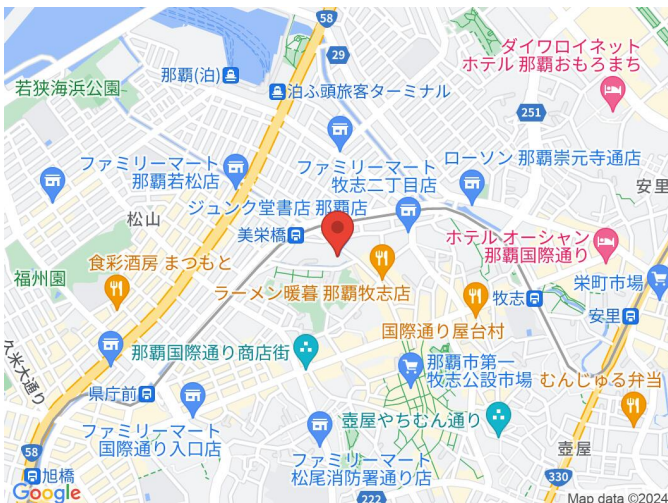 58
ダイワロイネット
ホテル 那覇おもろまち
29
那覇(泊)
若狭海浜公園
泊ふ頭旅客ターミナル
251
ファミリーマート
那覇若松店
ファミリーマート
牧志二丁目店
ローソン 那覇崇元寺通店
安里
ジュンク堂書店 那覇店
松山
美栄橋
ホテル オーシャン
那覇国際通り
食彩酒房 まつもと
福州園
栄町市場
ラーメン暖暮 那覇牧志店
牧志
安里
国際通り屋台村
久米大通り
那覇国際通り商店街
那覇市第一
牧志公設市場
むんじゅる弁当
県庁前
壺屋やちむん通り
ファミリーマート
国際通り入口店
壺屋
58
旭橋
ファミリーマート
松尾消防署通り店
330
222
Google
Map data ©2024